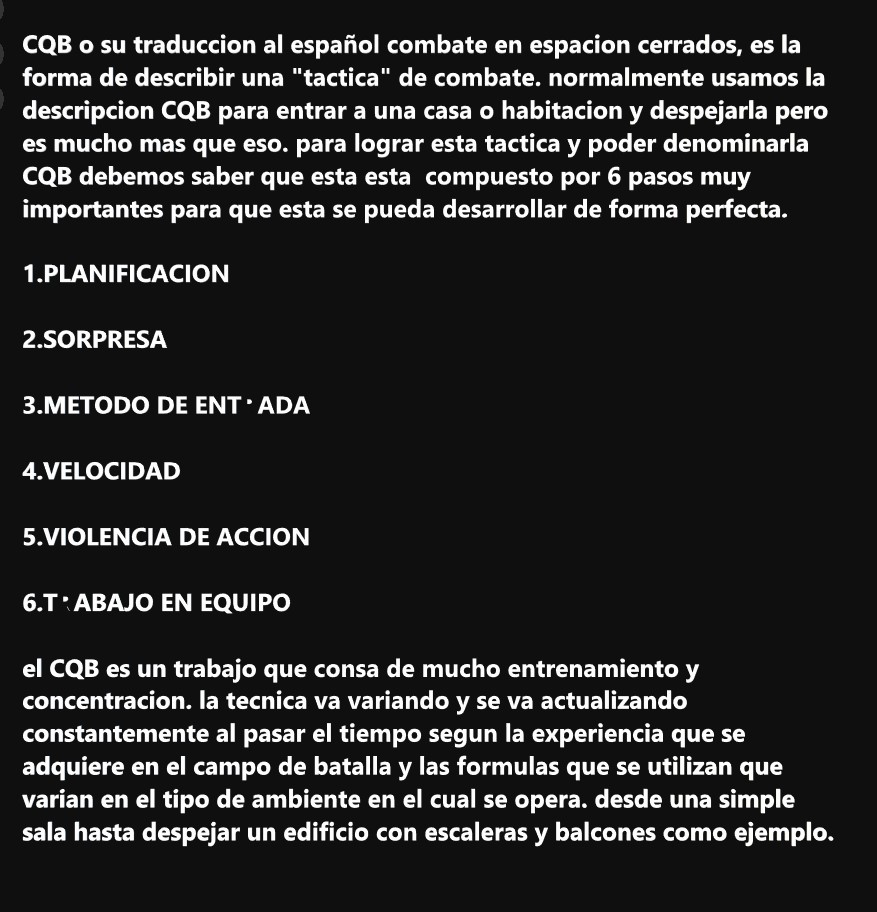 CQB o su traduccion al español combate en espacion cerrados, es la
forma de describir una "tactica" de combate. normalmente usamos la
descripcion CQB para entrar a una casa o habitacion y despejarla pero
es mucho mas que eso. para lograr esta tactica y poder denominarla
CQB debemos saber que esta esta  compuesto por 6 pasos muy
importantes para que esta se pueda desarrollar de forma perfecta.
1.PLANIFICACION
2.SORPRESA
3.METODO DE ENTRADA
4.VELOCIDAD
5.VIOLENCIA DE ACCION
6.TRABAJO EN EQUIPO
el CQB es un trabajo que consa de mucho entrenamiento y
concentracion. la tecnica va variando y se va actualizando
constantemente al pasar el tiempo segun la experiencia que se
adquiere en el campo de batalla y las formulas que se utilizan que
varian en el tipo de ambiente en el cual se opera. desde una simple
sala hasta despejar un edificio con escaleras y balcones como ejemplo.